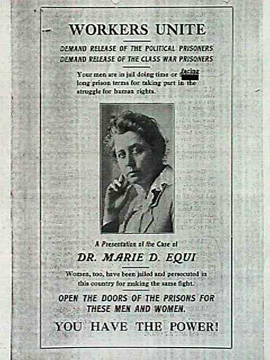 WORKERS UNITE
DEMAND RELEASE OF THE POLITICAL PRISONERS
DEMAND RELEASE OF THE CLASS WAR PRISONERS
Your men are in jail doing time or facing
long prison terms for taking part in the
struggle for human rights.
A Presentation of the Case of
DR. MARIE D. EQUI
Women, too, have been jailed and persecuted in
this country for making the same fight.
OPEN THE DOORS OF THE PRISONS FOR
THESE MEN AND WOMEN.
YOU HAVE THE POWER!